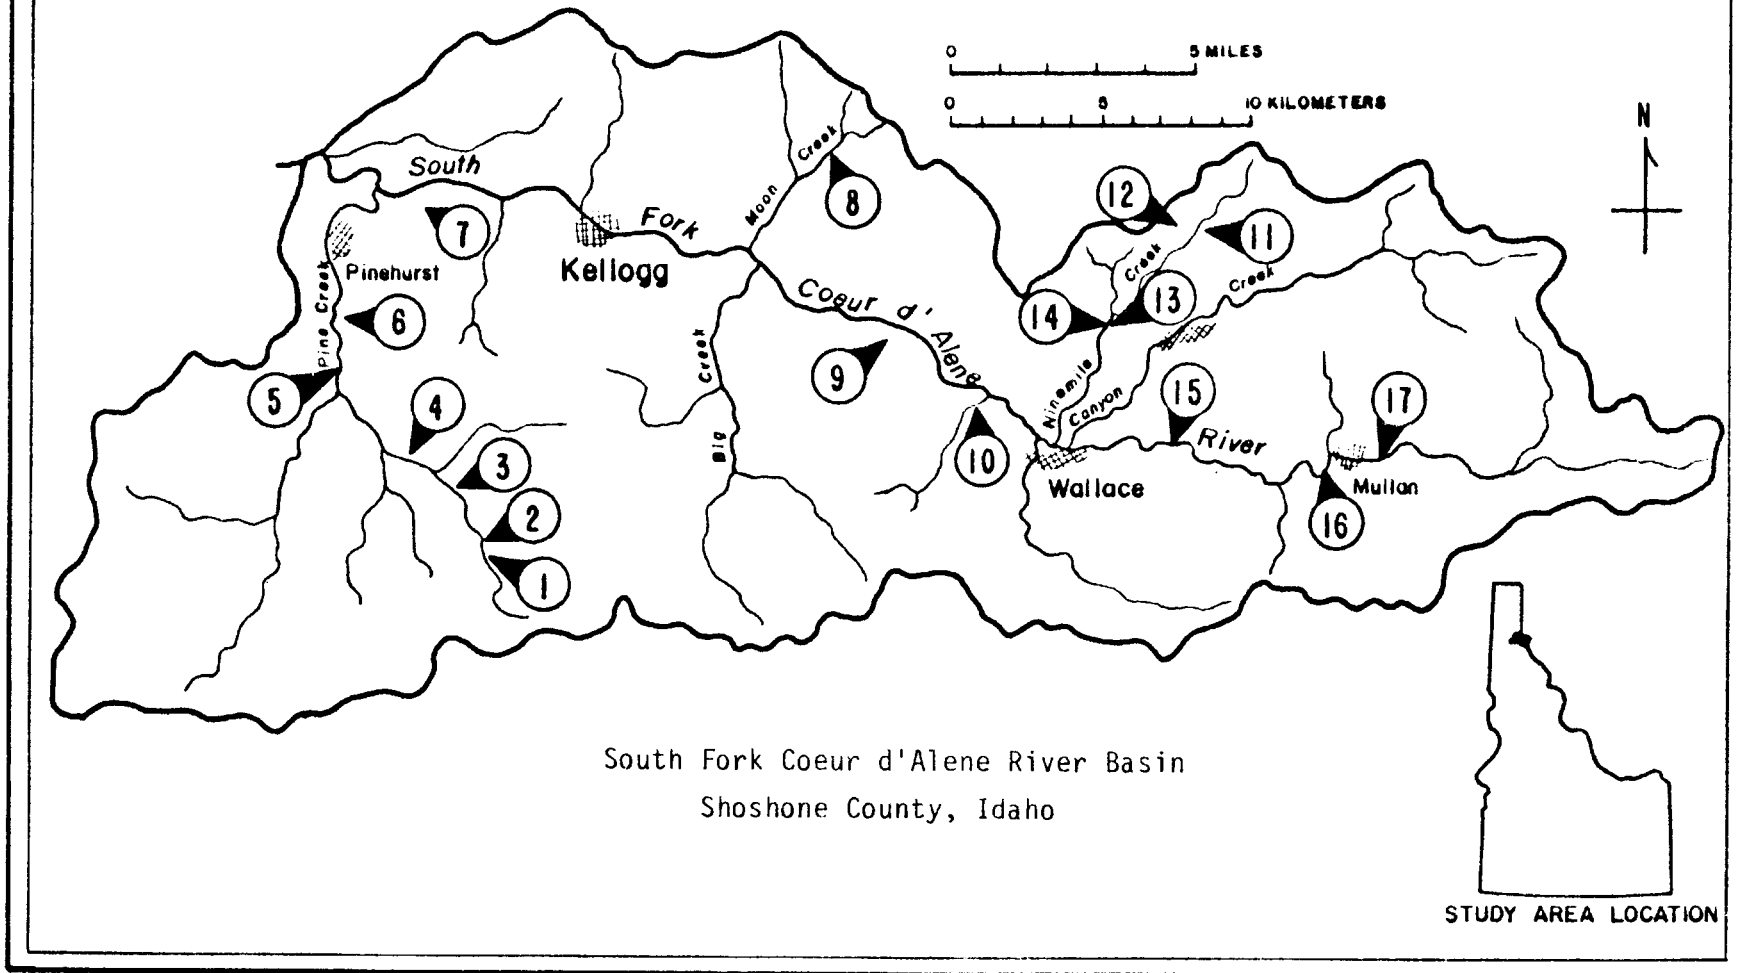 0 5 MILES
0 5 10 KILOMETERS
N
South
Fork
Coeur d'Alene
River
Moon Creek
Pine Creek
Big Creek
Ninemile Creek
Canyon Creek
Pinehurst
Kellogg
Wallace
Mullan
1
2
3
4
5
6
7
8
9
10
11
12
13
14
15
16
17
South Fork Coeur d'Alene River Basin
Shoshone County, Idaho
STUDY AREA LOCATION